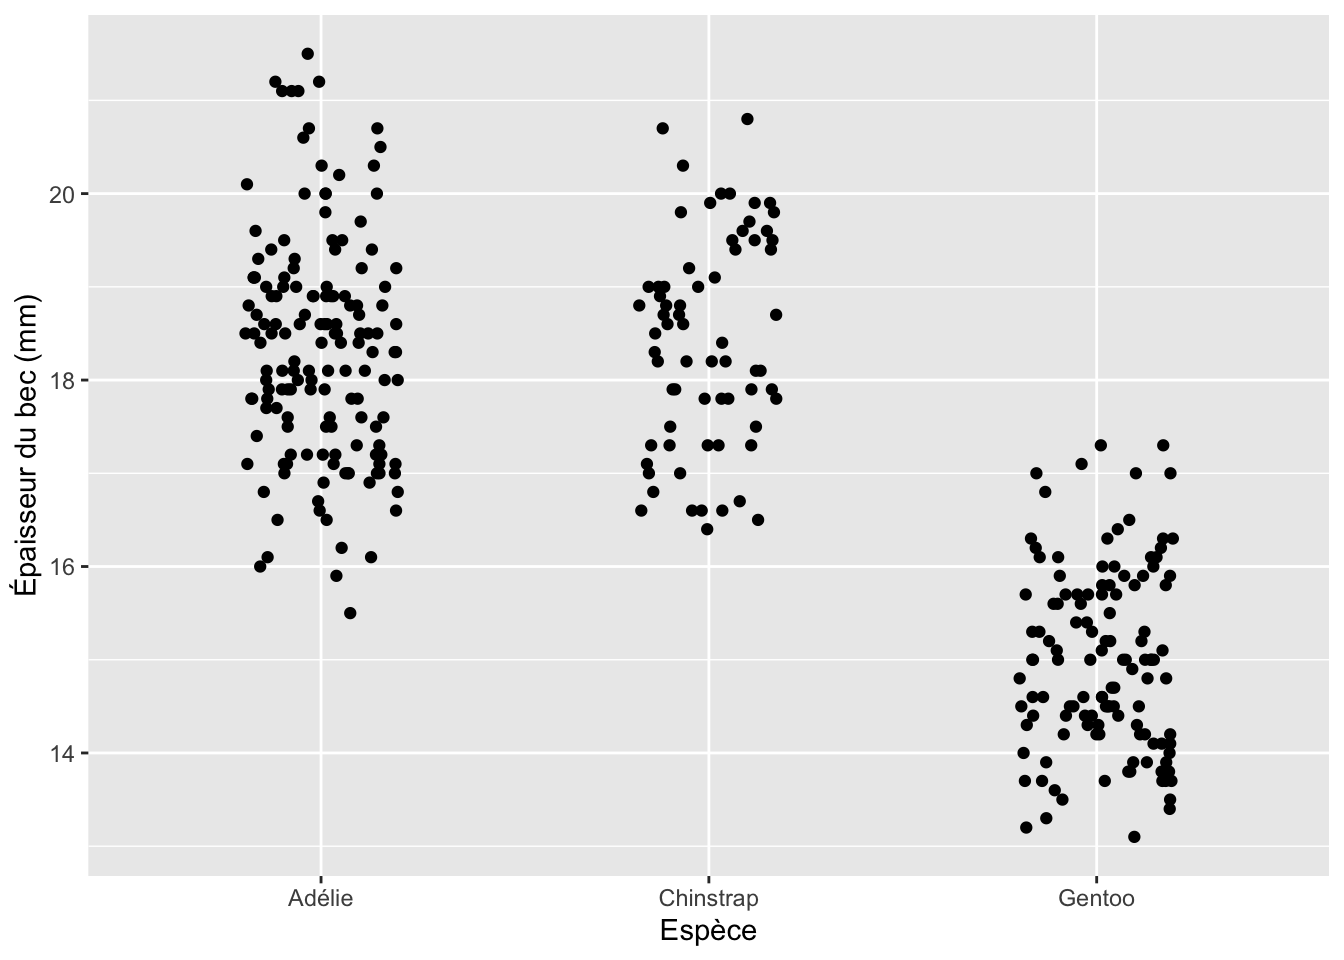 Épaisseur du bec (mm)
20
18
16
14
Adélie
Chinstrap
Gentoo
Espèce